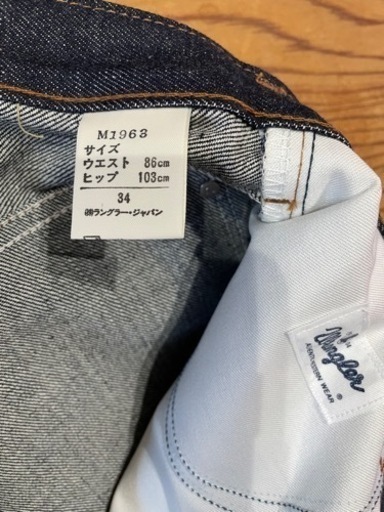 M1963
サイズ
ウエスト 86cm
ヒップ 103cm
34
㈱ラングラー・ジャパン
Wrangler
WEAR ®